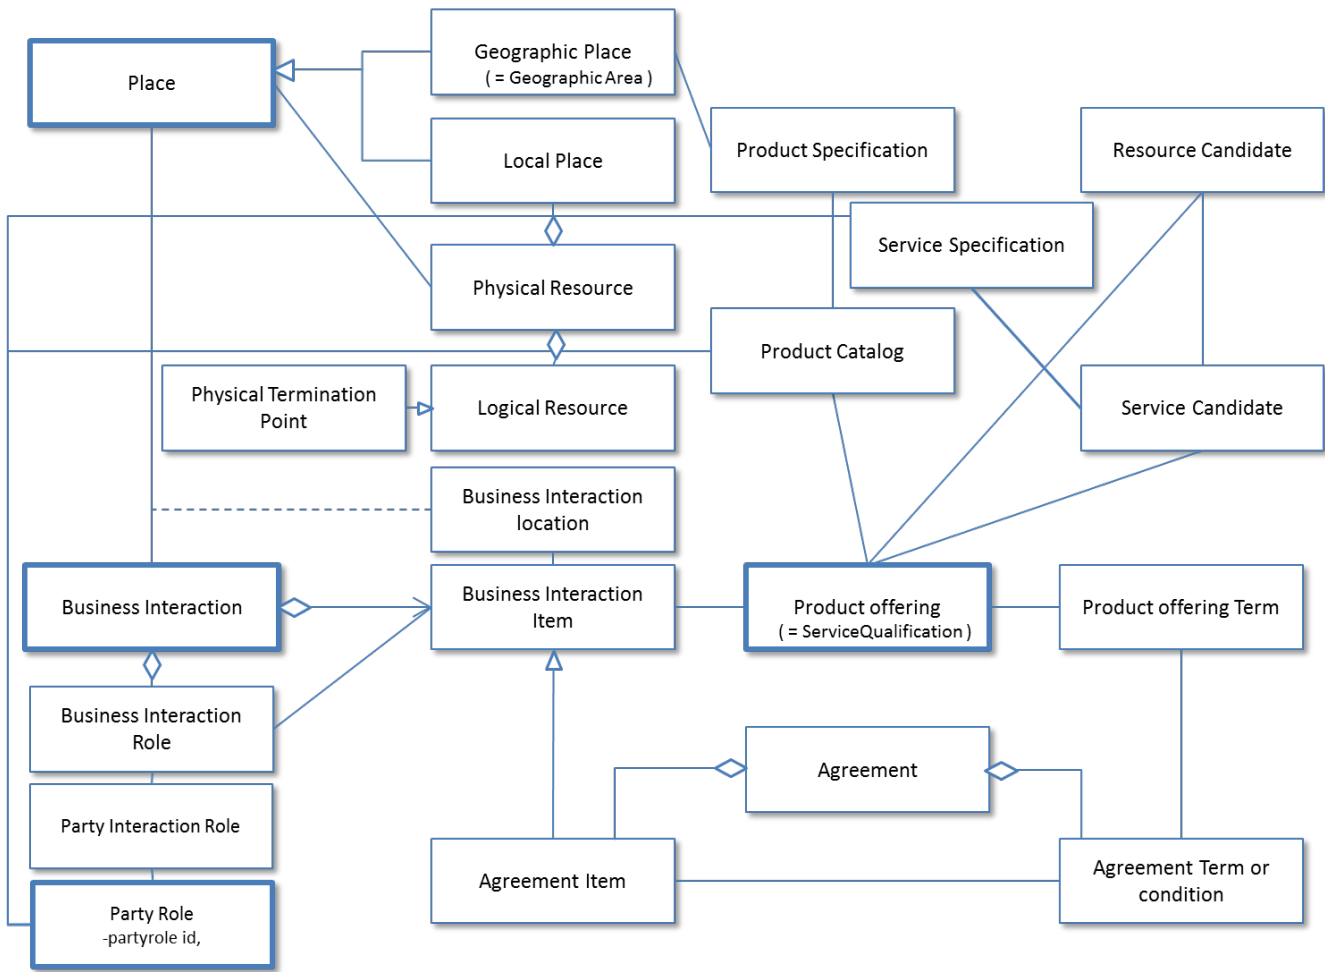 Place
Geographic Place
( = Geographic Area )
Local Place
Product Specification
Resource Candidate
Service Specification
Physical Resource
Product Catalog
Physical Termination
Point
Logical Resource
Service Candidate
Business Interaction
location
Business Interaction
Business Interaction
Item
Product offering
( = ServiceQualification )
Product offering Term
Business Interaction
Role
Agreement
Party Interaction Role
Agreement Item
Agreement Term or
condition
Party Role
-partyrole id,